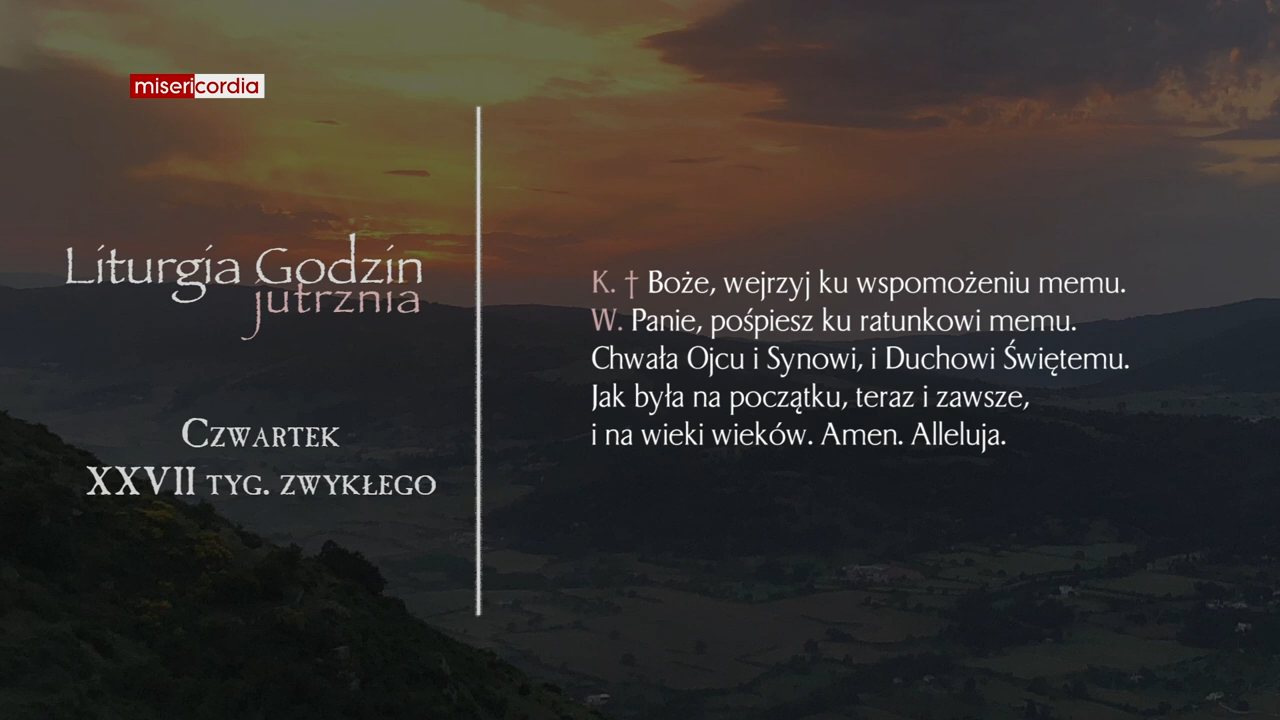 misericordia
Liturgia Godzin
jutrznia
Czwartek
XXVII tyg. zwykłego
K. † Boże, wejrzyj ku wspomożeniu memu.
W. Panie, pośpiesz ku ratunkowi memu.
Chwała Ojcu i Synowi, i Duchowi Świętemu.
Jak była na początku, teraz i zawsze,
i na wieki wieków. Amen. Alleluja.